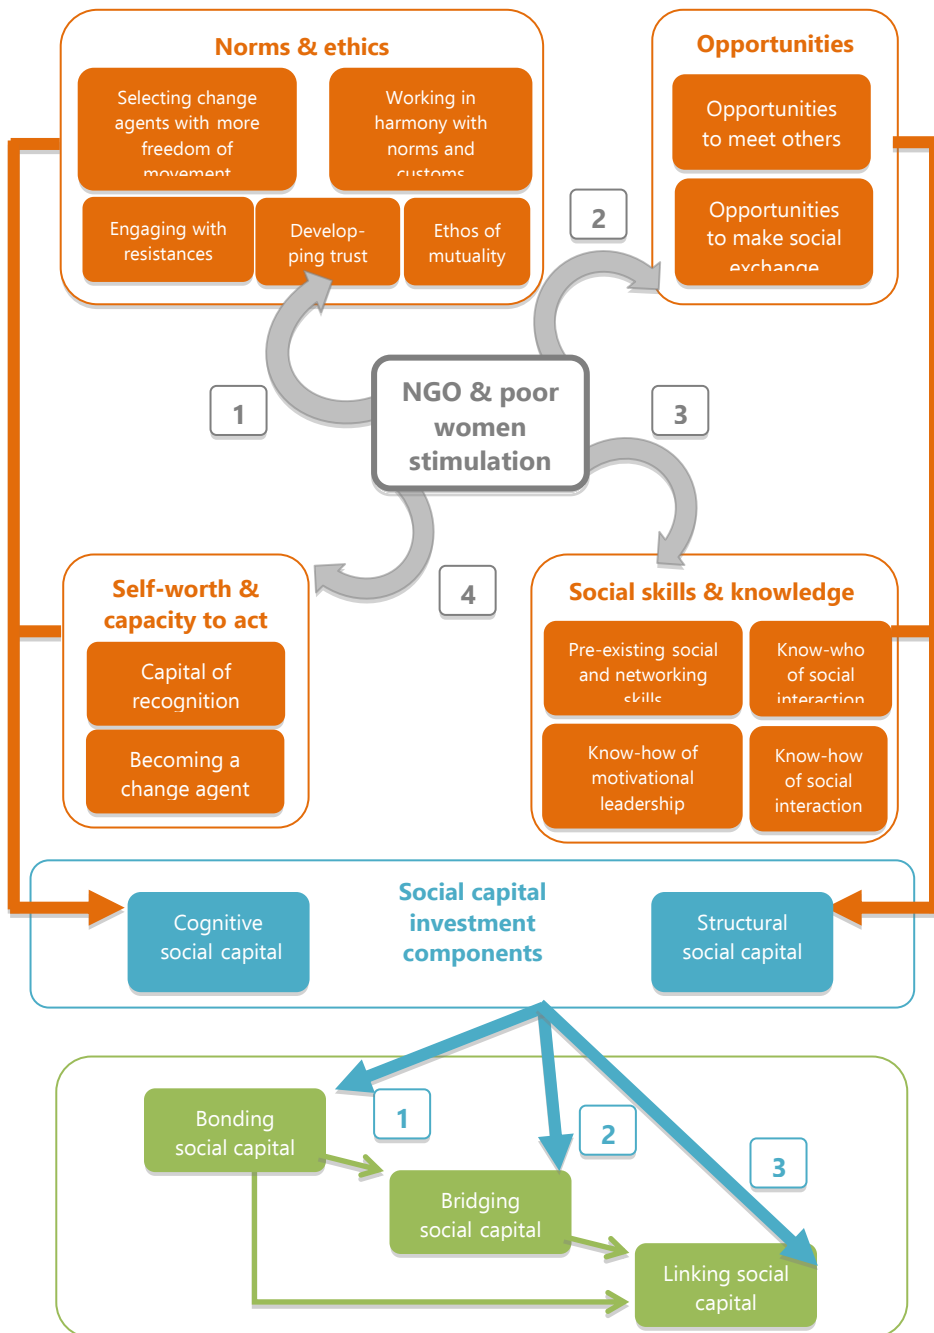 Norms & ethics
Selecting change
agents with more
freedom of
movement
Working in
harmony with
norms and
customs
Engaging with
resistances
Develop-
ping trust
Ethos of
mutuality
Opportunities
Opportunities
to meet others
Opportunities
to make social
exchange
2
1
NGO & poor
women
stimulation
3
4
Self-worth &
capacity to act
Capital of
recognition
Becoming a
change agent
Social skills & knowledge
Pre-existing social
and networking
skills
Know-who
of social
interaction
Know-how of
motivational
leadership
Know-how
of social
interaction
Social capital
investment
components
Cognitive
social capital
Structural
social capital
1
2
3
Bonding
social capital
Bridging
social capital
Linking social
capital